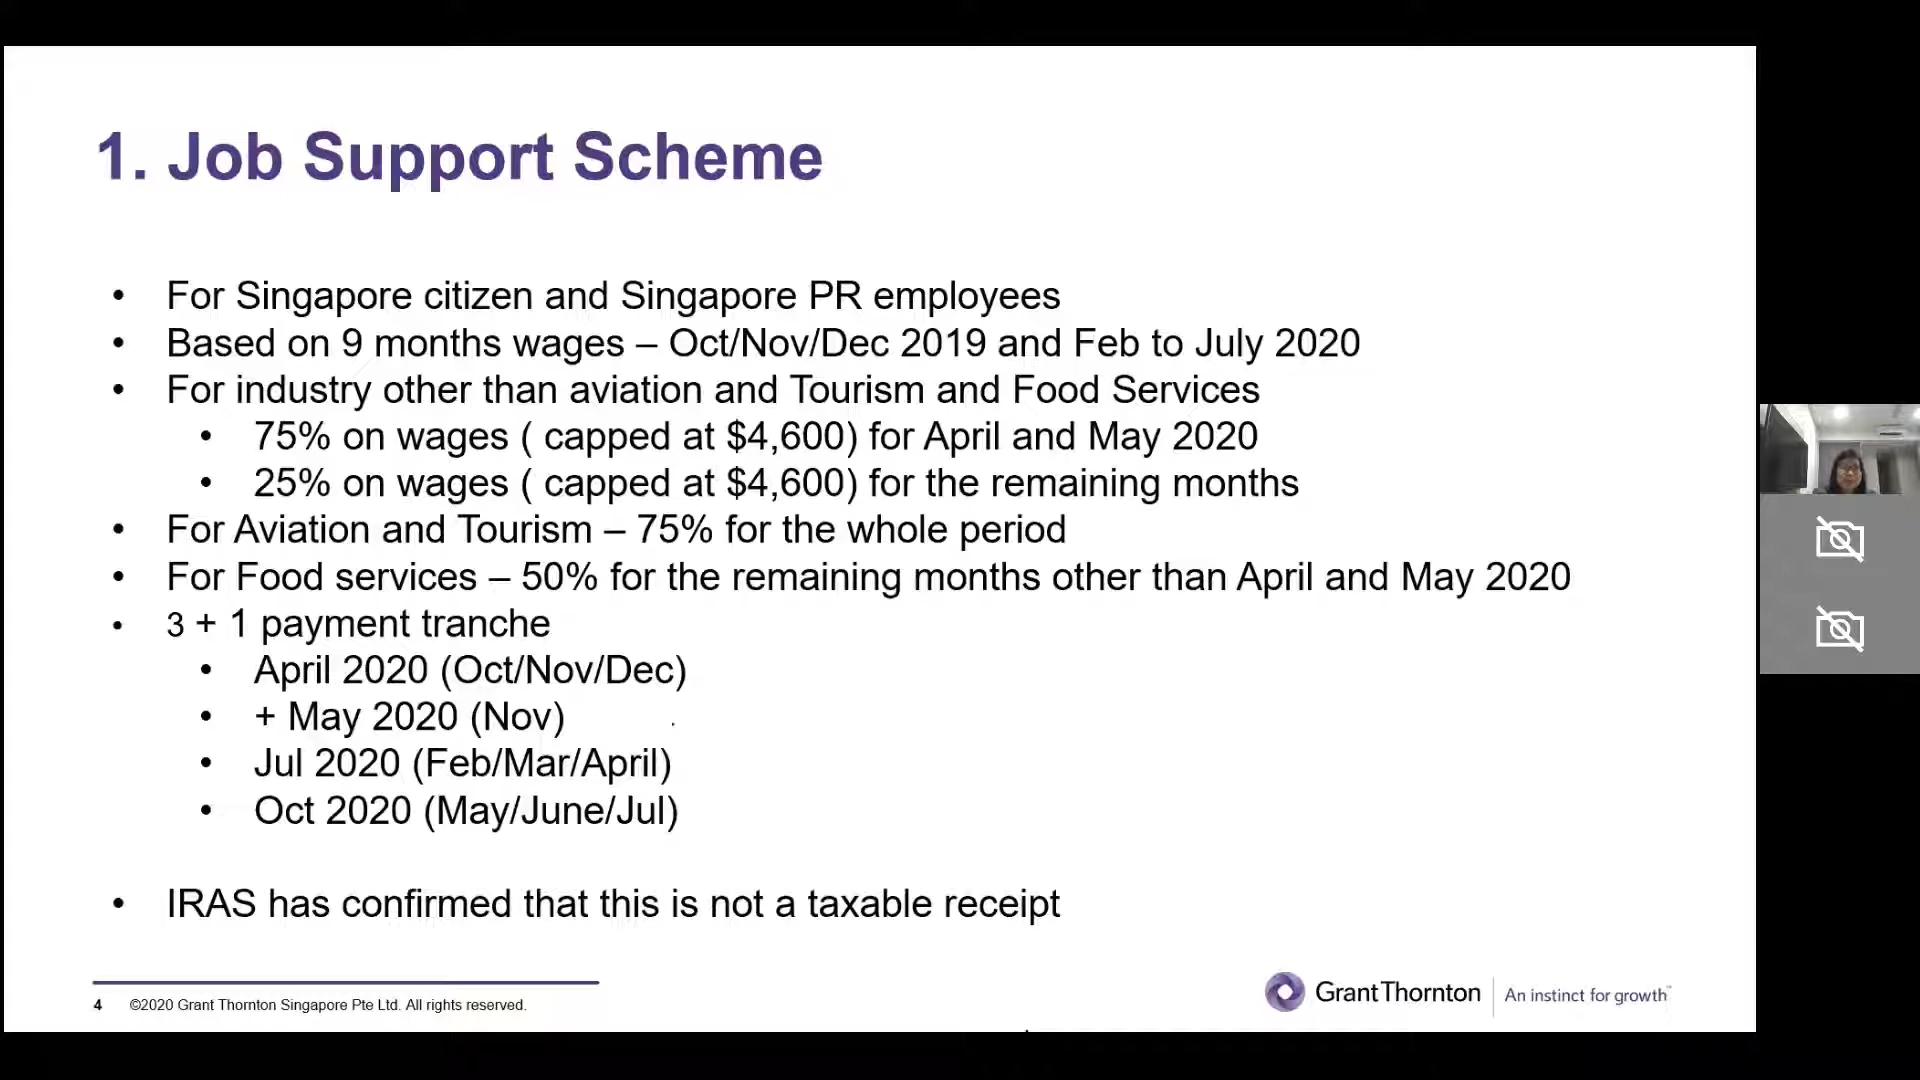 1. Job Support Scheme
• For Singapore citizen and Singapore PR employees
• Based on 9 months wages – Oct/Nov/Dec 2019 and Feb to July 2020
• For industry other than aviation and Tourism and Food Services
• 75% on wages ( capped at $4,600) for April and May 2020
• 25% on wages ( capped at $4,600) for the remaining months
• For Aviation and Tourism – 75% for the whole period
• For Food services – 50% for the remaining months other than April and May 2020
• 3 + 1 payment tranche
• April 2020 (Oct/Nov/Dec)
• + May 2020 (Nov)
• Jul 2020 (Feb/Mar/April)
• Oct 2020 (May/June/Jul)
• IRAS has confirmed that this is not a taxable receipt
4 ©2020 Grant Thornton Singapore Pte Ltd. All rights reserved.
Grant Thornton | An instinct for growth™